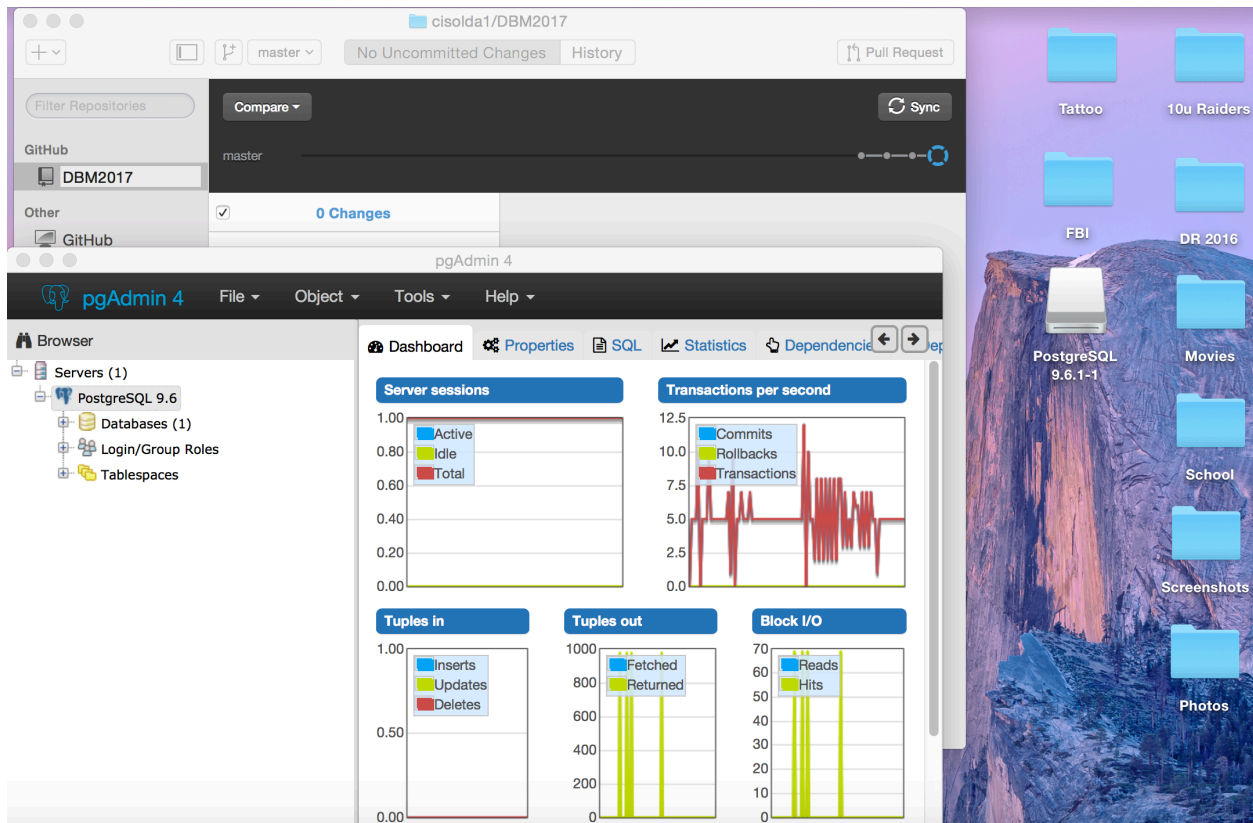 cisolda1/DBM2017
master
No Uncommitted Changes
History
Pull Request
Filter Repositories
Compare
Sync
GitHub
master
DBM2017
Other
0 Changes
GitHub
pgAdmin 4
pgAdmin 4
File
Object
Tools
Help
Browser
Servers (1)
PostgreSQL 9.6
Databases (1)
Login/Group Roles
Tablespaces
Dashboard
Properties
SQL
Statistics
Dependencie
Server sessions
1.00
0.80
0.60
0.40
0.20
0.00
Active
Idle
Total
Transactions per second
12.5
10.0
7.5
5.0
2.5
0.0
Commits
Rollbacks
Transactions
Tuples in
1.00
0.50
0.00
Inserts
Updates
Deletes
Tuples out
1000
800
600
400
200
0
Fetched
Returned
Block I/O
70
60
50
40
30
20
10
0
Reads
Hits
Tattoo
10u Raiders
FBI
DR 2016
PostgreSQL
9.6.1-1
Movies
School
Screenshots
Photos